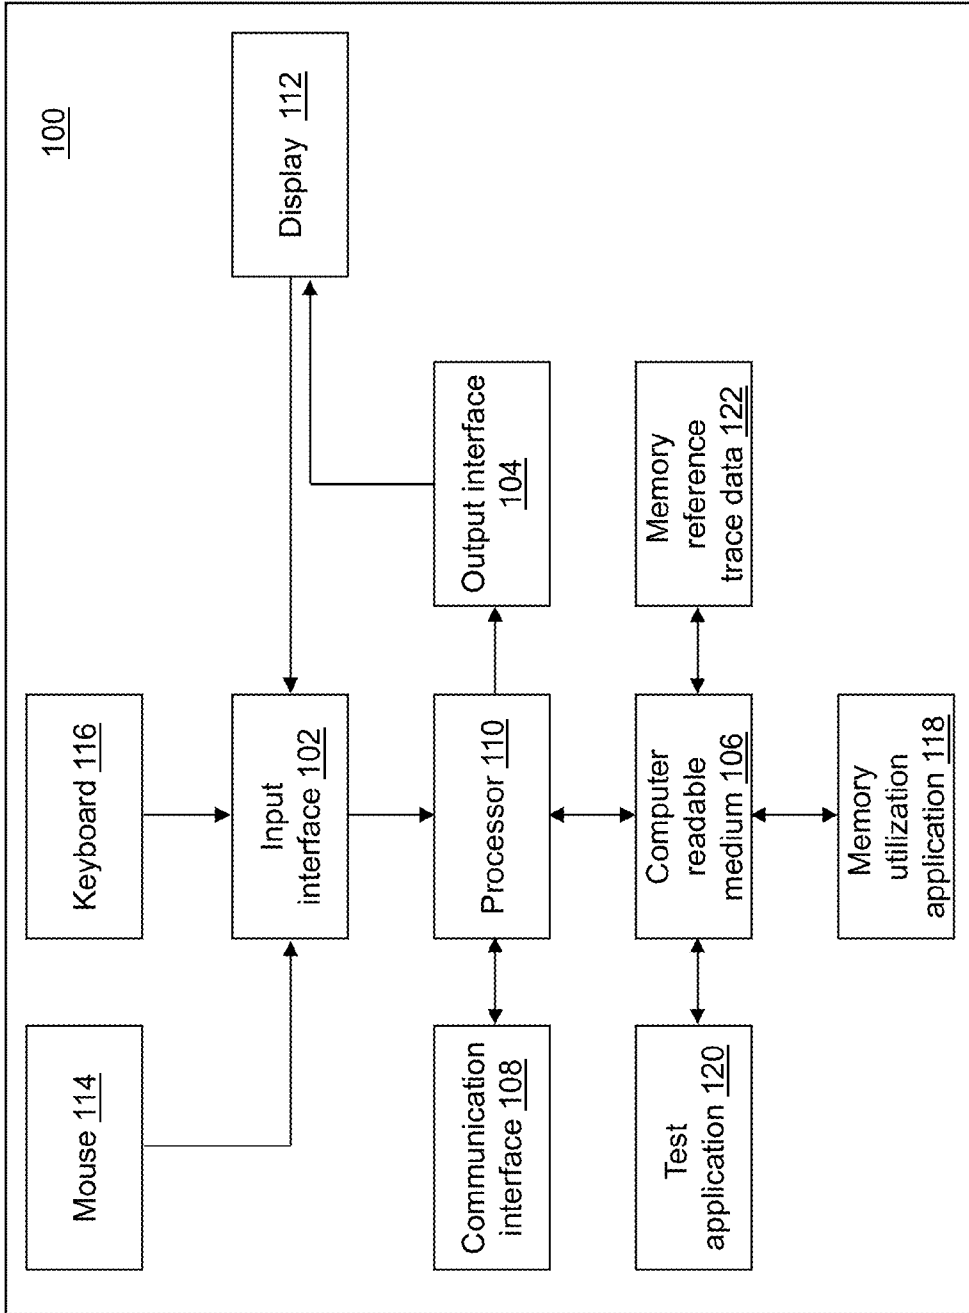 100
Mouse 114
Keyboard 116
Display 112
Input
interface 102
Communication
interface 108
Processor 110
Output interface
104
Test
application 120
Computer
readable
medium 106
Memory
reference
trace data 122
Memory
utilization
application 118